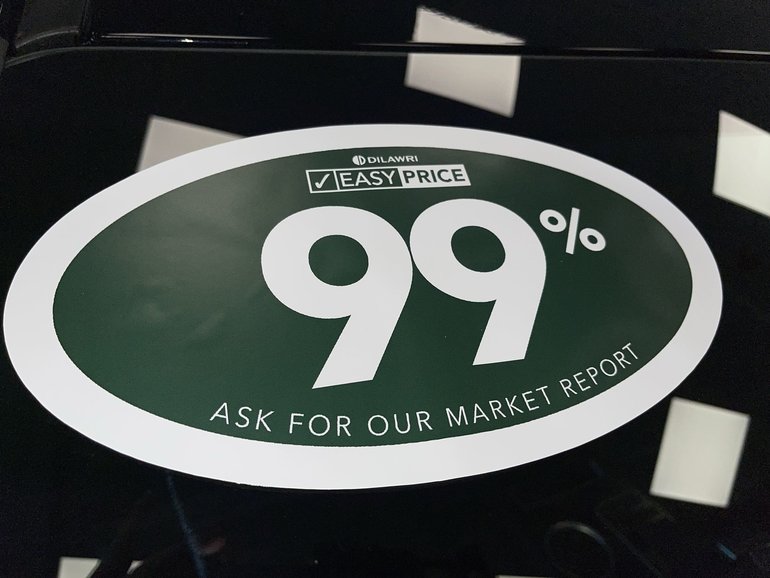 DILAWRI
✓ EASY PRICE
99%
ASK FOR OUR MARKET REPORT